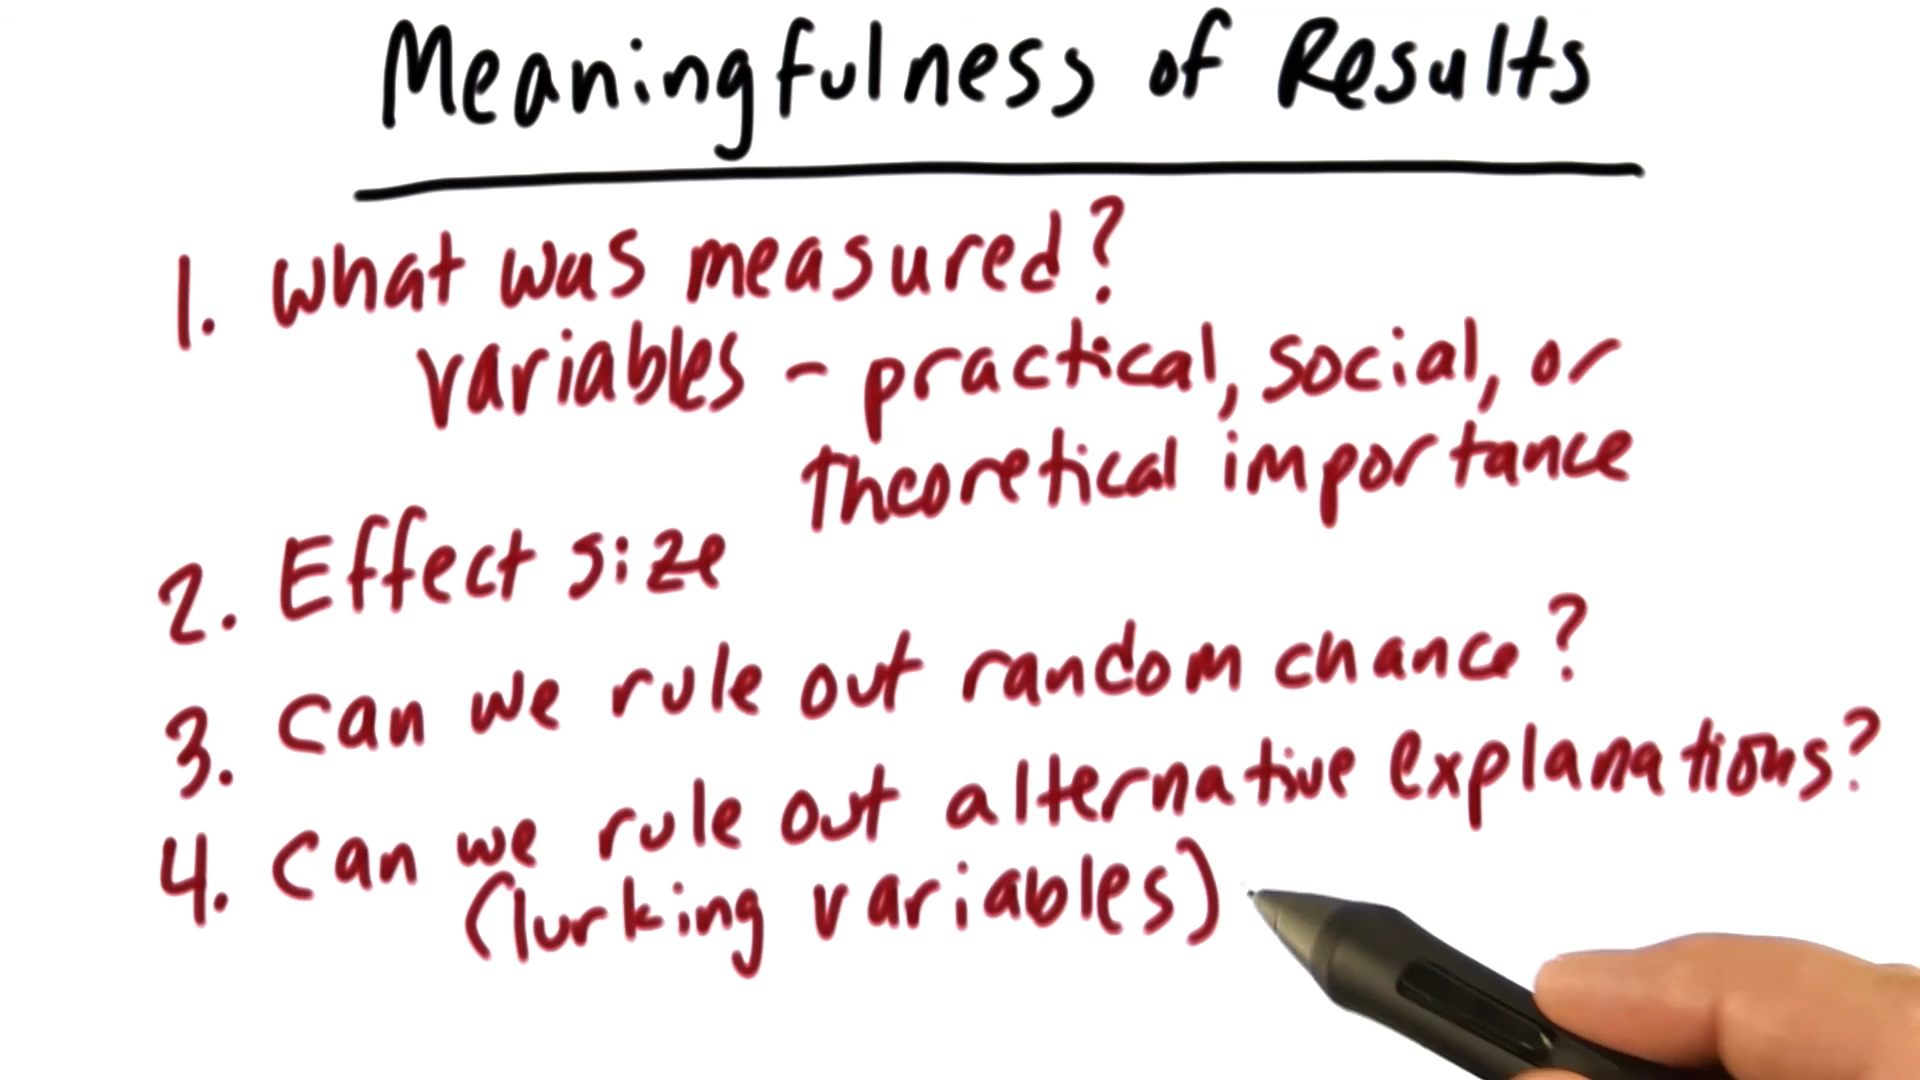 Meaningfulness of Results
1. What was measured?
variables - practical, social, or
theoretical importance
2. Effect size
3. Can we rule out random chance?
4. Can we rule out alternative explanations?
(lurking variables)